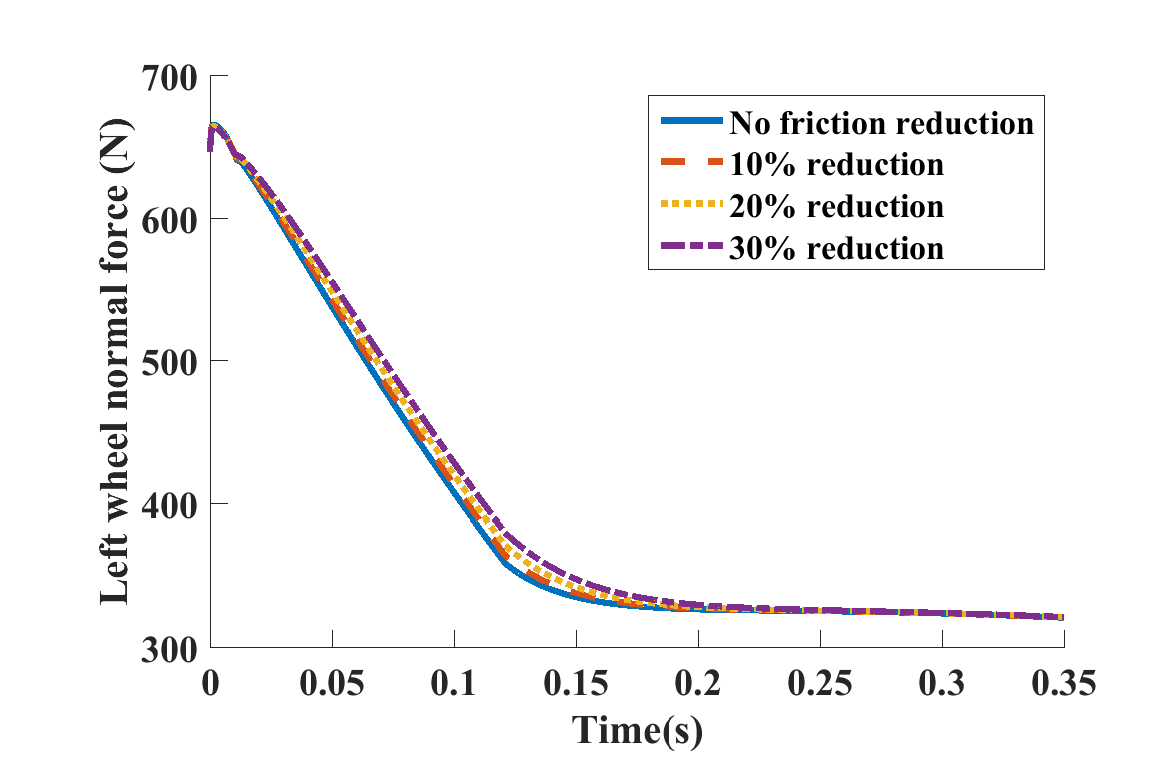 700
600
500
400
300
Left wheel normal force (N)
No friction reduction
10% reduction
20% reduction
30% reduction
0 0.05 0.1 0.15 0.2 0.25 0.3 0.35
Time(s)